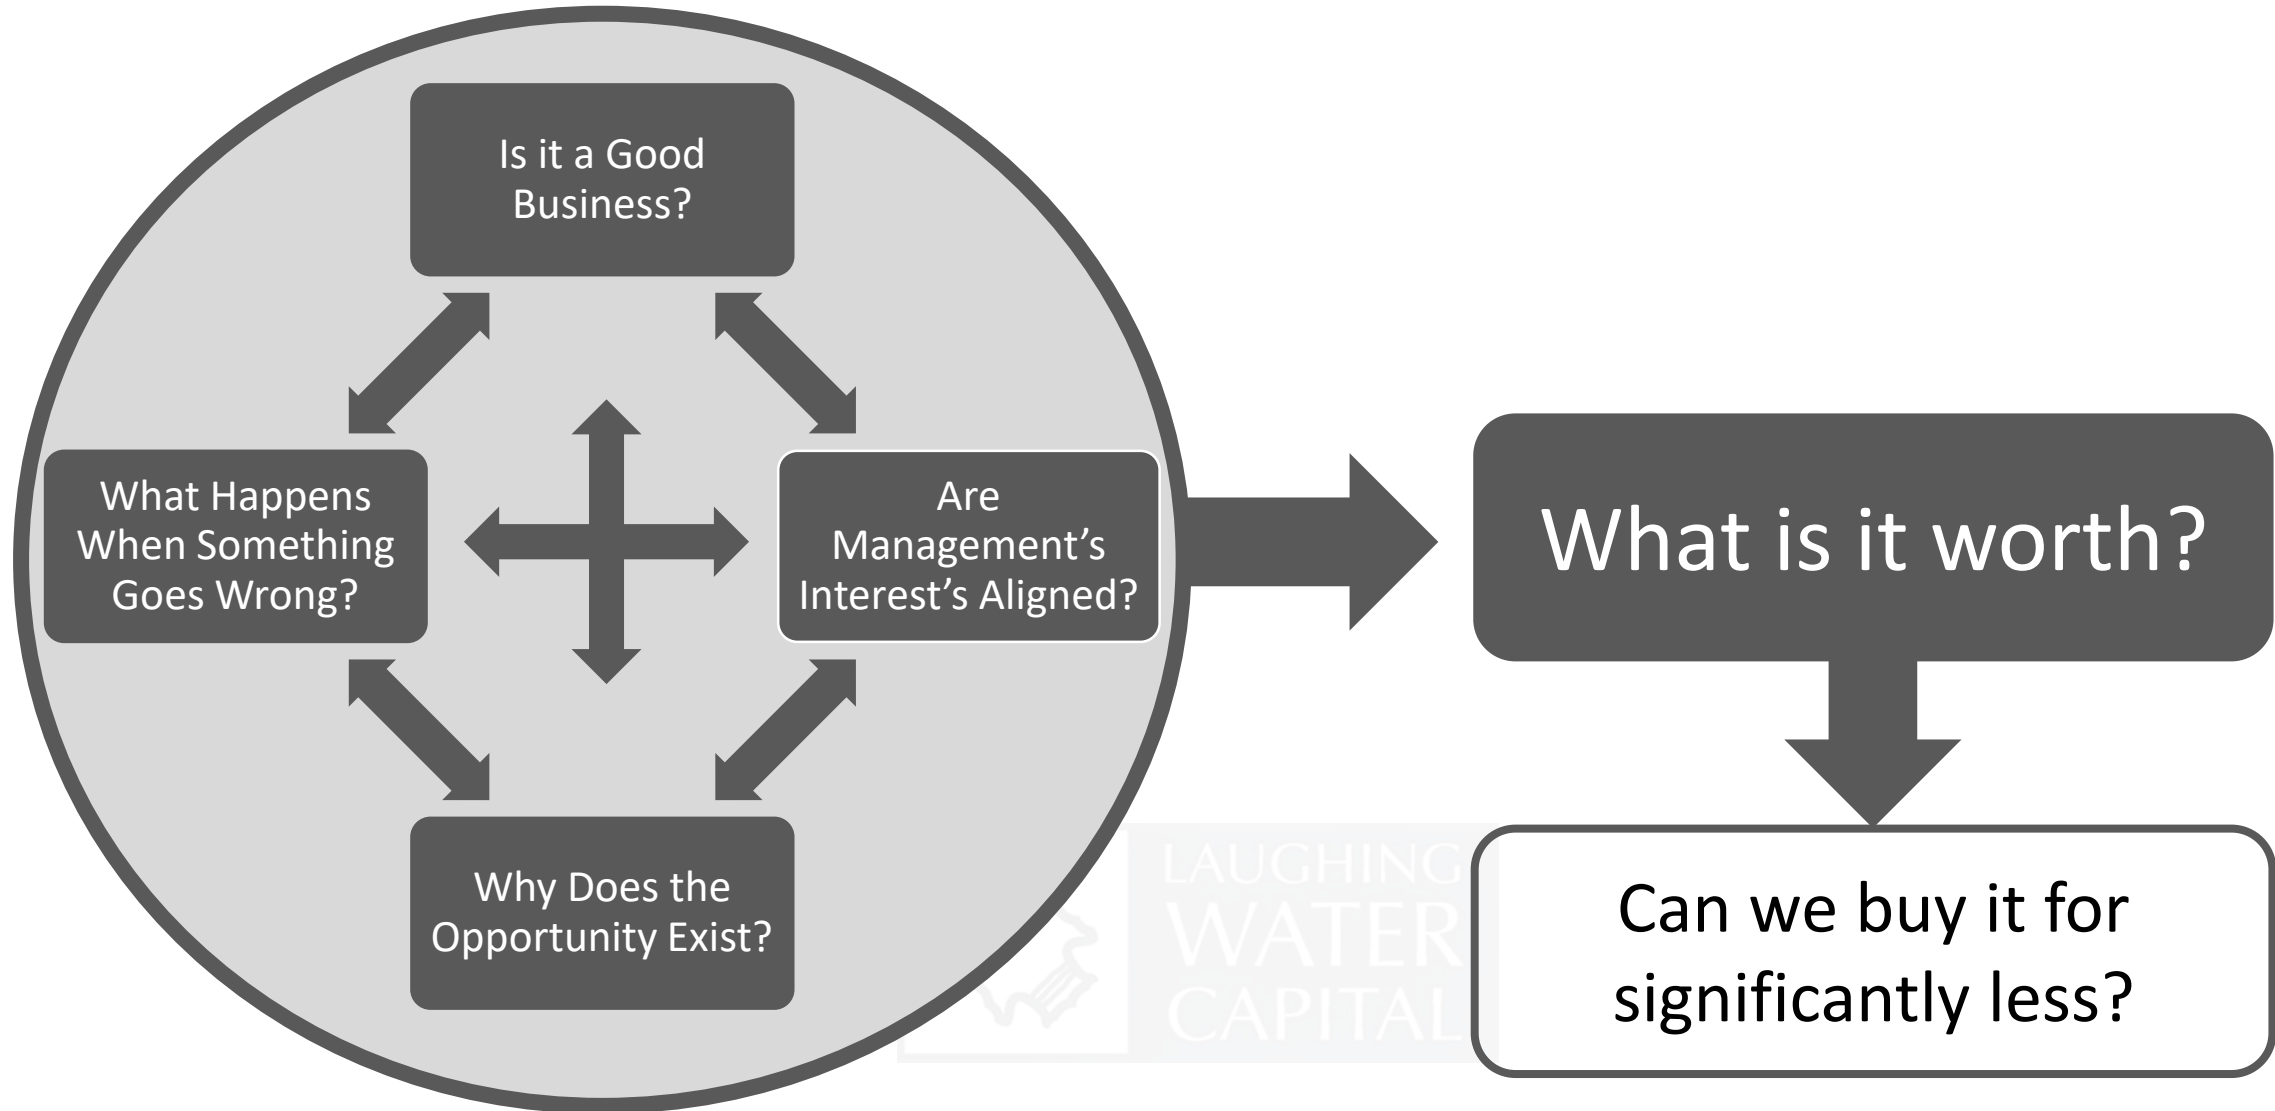 Is it a Good
Business?
What Happens
When Something
Goes Wrong?
Are
Management’s
Interest’s Aligned?
Why Does the
Opportunity Exist?
What is it worth?
Can we buy it for
significantly less?
LAUGHING
WATER
CAPITAL